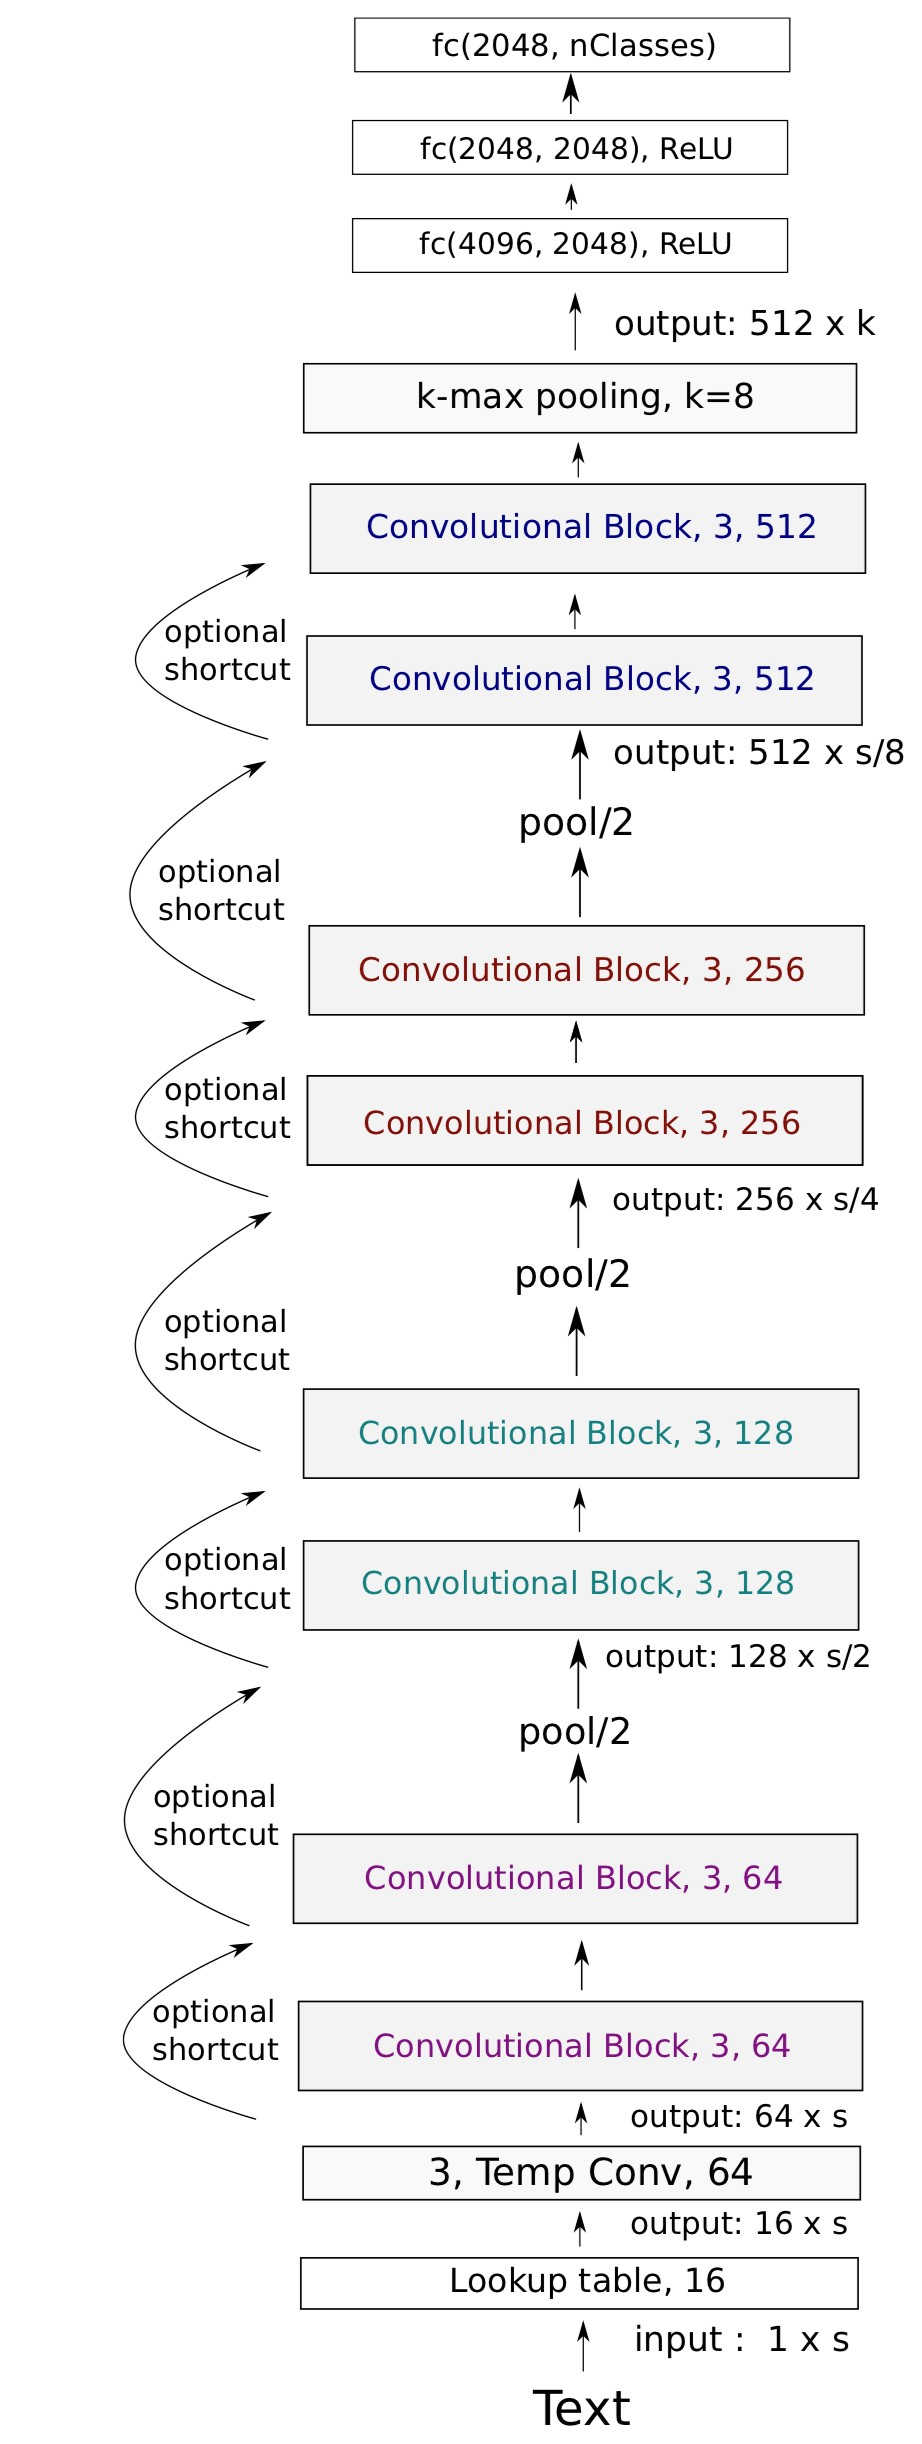 fc(2048, nClasses)
fc(2048, 2048), ReLU
fc(4096, 2048), ReLU
output: 512 x k
k-max pooling, k=8
Convolutional Block, 3, 512
optional
shortcut
Convolutional Block, 3, 512
output: 512 x s/8
pool/2
optional
shortcut
Convolutional Block, 3, 256
optional
shortcut
Convolutional Block, 3, 256
output: 256 x s/4
pool/2
optional
shortcut
Convolutional Block, 3, 128
optional
shortcut
Convolutional Block, 3, 128
output: 128 x s/2
pool/2
optional
shortcut
Convolutional Block, 3, 64
optional
shortcut
Convolutional Block, 3, 64
output: 64 x s
3, Temp Conv, 64
output: 16 x s
Lookup table, 16
input :  1 x s
Text